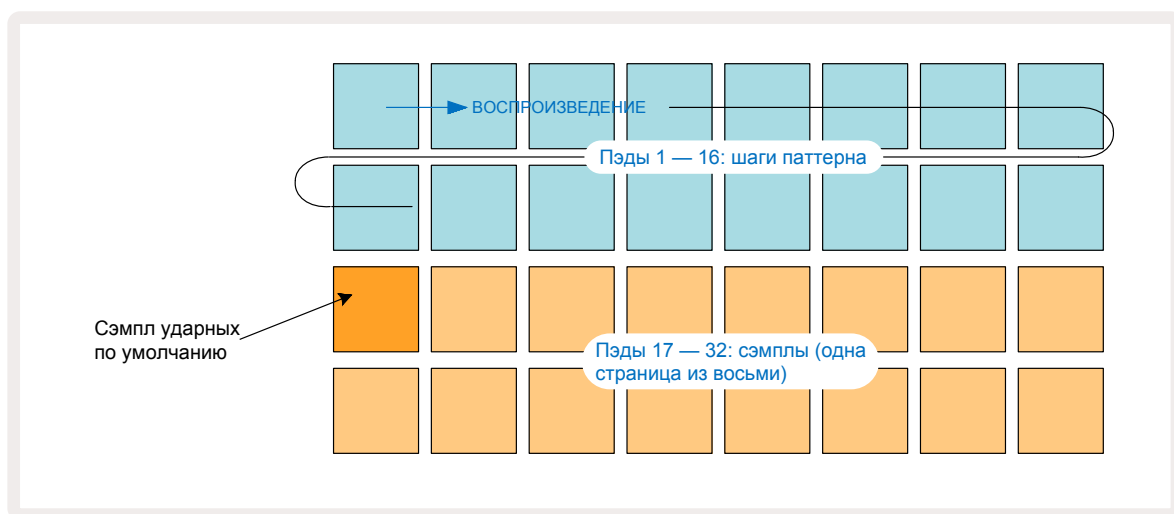 ВОСПРОИЗВЕДЕНИЕ
Пэды 1 — 16: шаги паттерна
Сэмпл ударных
по умолчанию
Пэды 17 — 32: сэмплы (одна
страница из восьми)